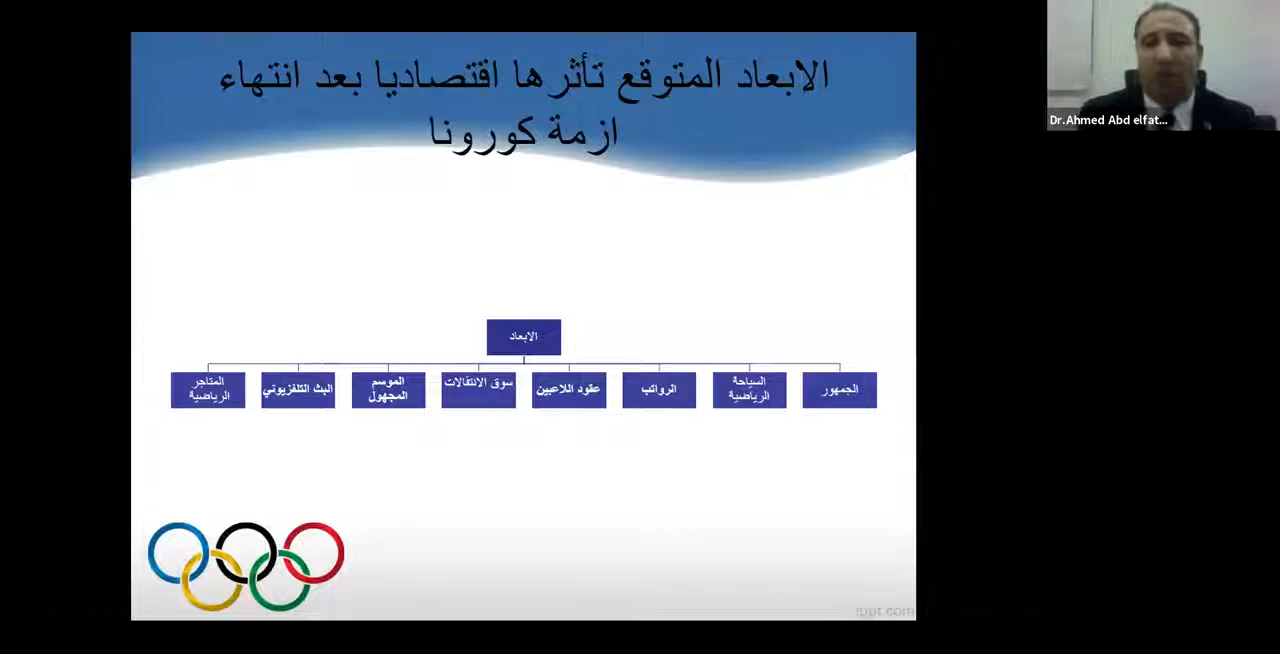 الابعاد المتوقع تأثرها اقتصاديا بعد انتهاء
ازمة كورونا
Dr.Ahmed Abd elfat...
الابعاد
الجمهور
السياحة
الرياضية
الرواتب
عقود اللاعبين
سوق الانتقالات
الموسم
المجهول
البث التلفزيوني
المتاجر
الرياضية